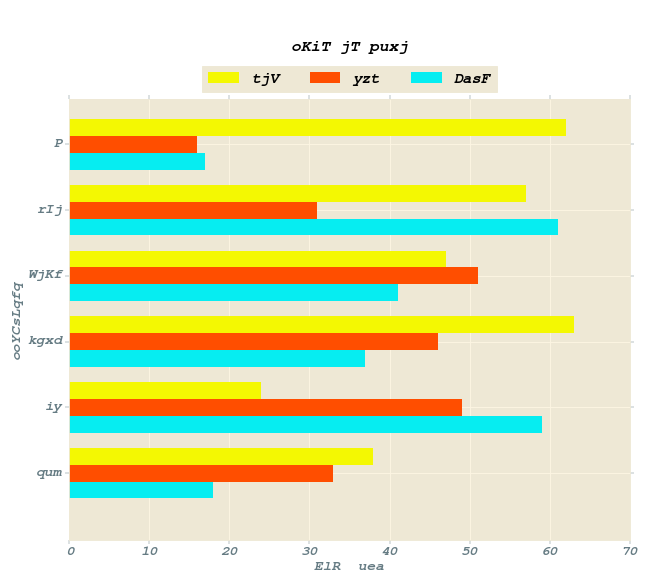 oKiT jT puxj
tjV yzt DasF
P
rIj
WjKf
kgxd
iy
qum
ooYCsLqfq
0 10 20 30 40 50 60 70
ElR uea